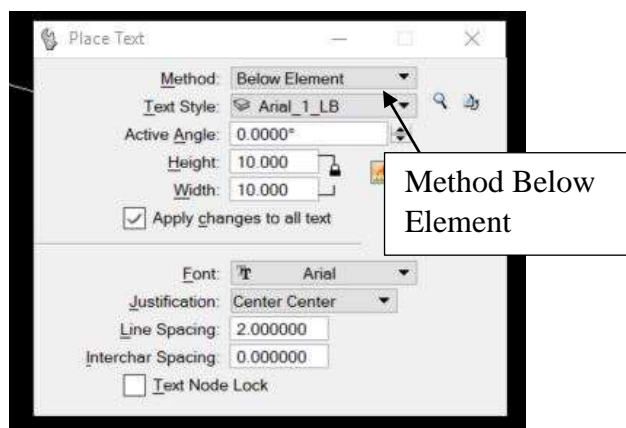 Place Text
Method: Below Element
Text Style: Arial_1_LB
Active Angle: 0.0000°
Height: 10.000
Width: 10.000
Apply changes to all text
Method Below
Element
Font: Arial
Justification: Center Center
Line Spacing: 2.000000
Interchar Spacing: 0.000000
Text Node Lock